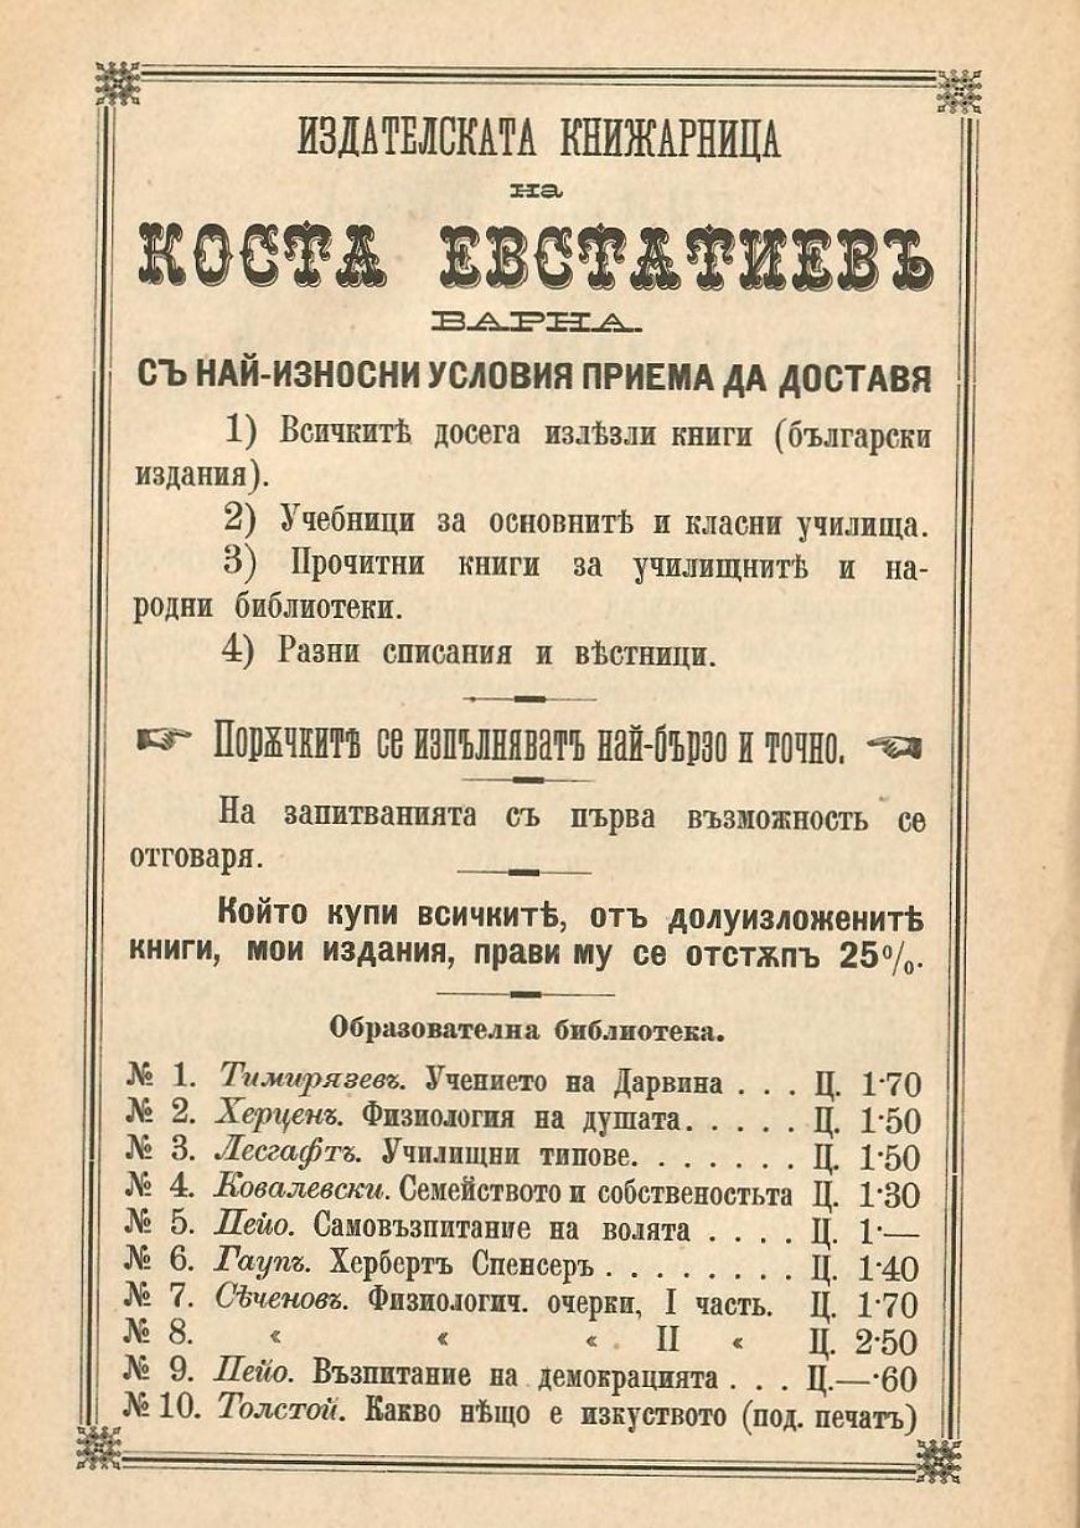 ИЗДАТЕЛСКАТА КНИЖАРНИЦА
на
КОСТА ЕВСТАТИЕВЪ
ВАРНА.
СЪ НАЙ-ИЗНОСНИ УСЛОВИЯ ПРИЕМА ДА ДОСТАВЯ
1) Всичкитѣ досега излѣзли книги (български
издания).
2) Учебници за основнитѣ и класни училища.
3) Прочитни книги за училищнитѣ и на-
родни библиотеки.
4) Разни списания и вѣстници.
☞ Порѫчкитѣ се изпълняватъ най-бързо и точно. ☜
На запитванията съ първа възможность се
отговаря.
Който купи всичкитѣ, отъ долуизложенитѣ
книги, мои издания, прави му се отстѫпъ 25%.
Образователна библиотека.
№ 1. Тимирязевъ. Учението на Дарвина . . . Ц. 1·70
№ 2. Херценъ. Физиология на душата. . . . . Ц. 1·50
№ 3. Лесгафтъ. Училищни типове. . . . . . . Ц. 1·50
№ 4. Ковалевски. Семейството и собственостьта Ц. 1·30
№ 5. Пейо. Самовъзпитание на волята . . . . Ц. 1·—
№ 6. Гаупъ. Хербертъ Спенсеръ . . . . . . . . Ц. 1·40
№ 7. Сѣченовъ. Физиологич. очерки, I часть. Ц. 1·70
№ 8. « « « . II « Ц. 2·50
№ 9. Пейо. Възпитание на демокрацията . . . Ц.—·60
№ 10. Толстой. Какво нѣщо е изкуството (под. печатъ)